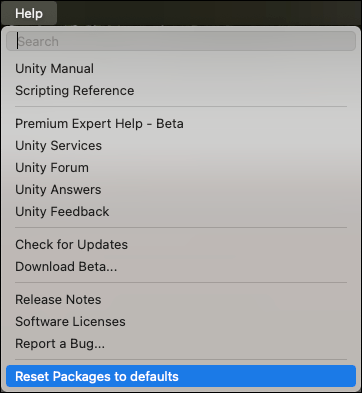 Help
Search
Unity Manual
Scripting Reference
Premium Expert Help - Beta
Unity Services
Unity Forum
Unity Answers
Unity Feedback
Check for Updates
Download Beta...
Release Notes
Software Licenses
Report a Bug...
Reset Packages to defaults